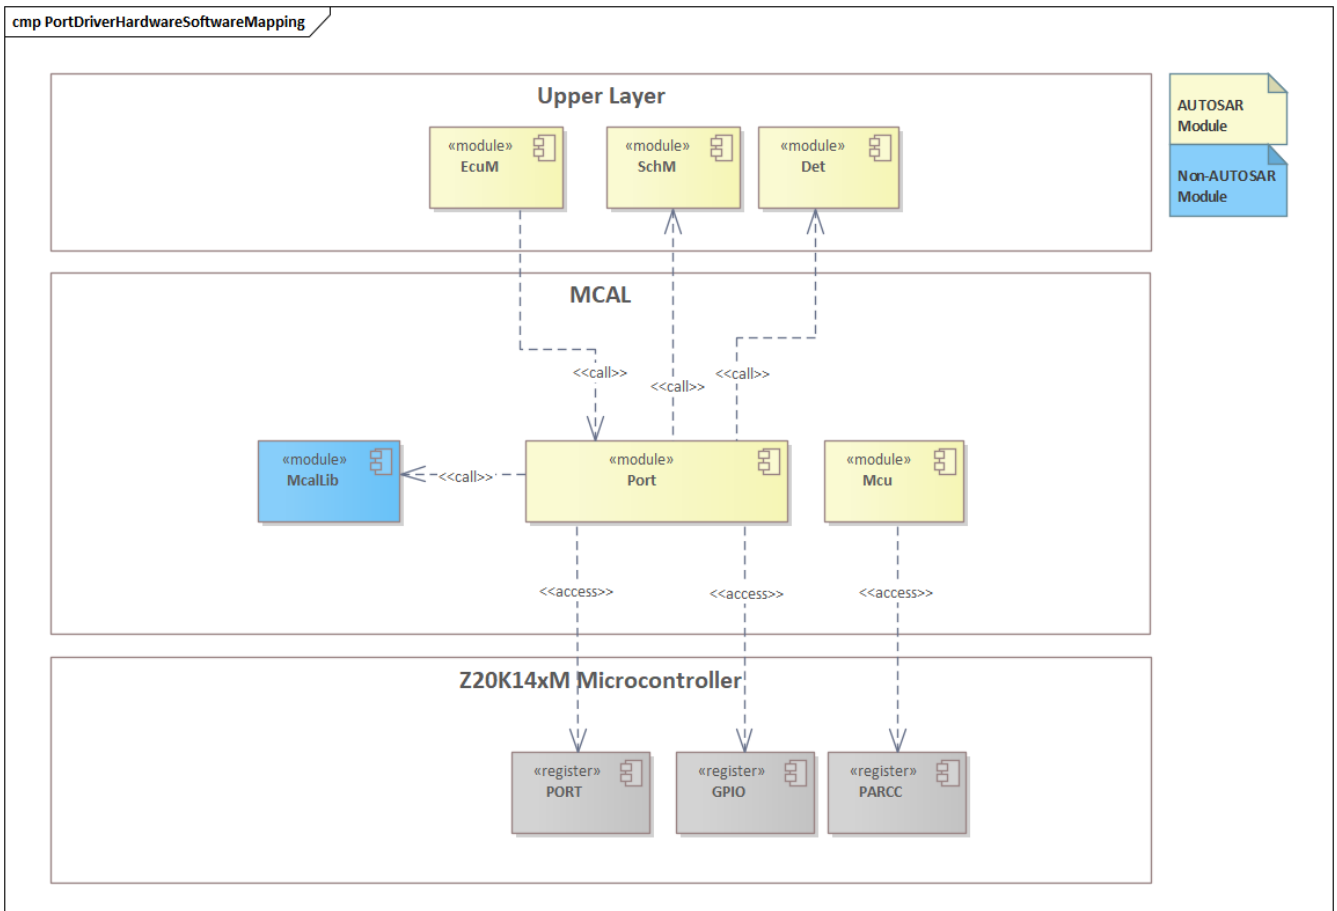 cmp PortDriverHardwareSoftwareMapping
Upper Layer
«module»
EcuM
«module»
SchM
«module»
Det
AUTOSAR
Module
Non-AUTOSAR
Module
MCAL
<<call>>
<<call>>
<<call>>
«module»
McalLib
<<call>>
«module»
Port
«module»
Mcu
<<access>>
<<access>>
<<access>>
Z20K14xM Microcontroller
«register»
PORT
«register»
GPIO
«register»
PARCC